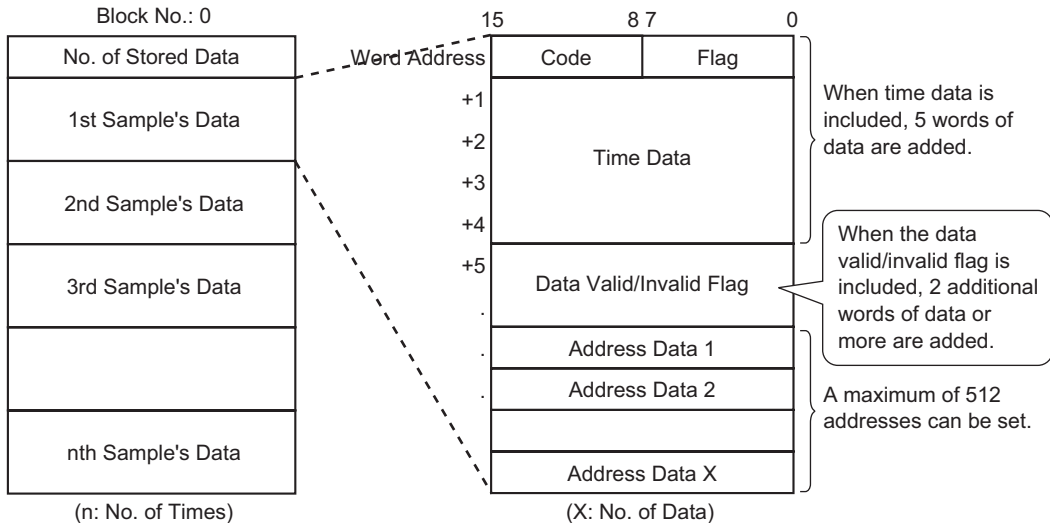 Block No.: 0
No. of Stored Data
1st Sample's Data
2nd Sample's Data
3rd Sample's Data
nth Sample's Data
(n: No. of Times)
15 8 7 0
Word Address
Code Flag
+1
+2
+3
+4
+5
.
.
.
Time Data
Data Valid/Invalid Flag
Address Data 1
Address Data 2
Address Data X
(X: No. of Data)
When time data is
included, 5 words of
data are added.
When the data
valid/invalid flag is
included, 2 additional
words of data or
more are added.
A maximum of 512
addresses can be set.